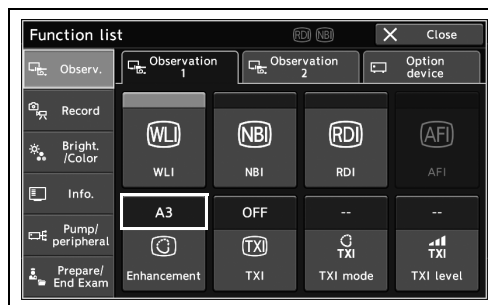 Function list
RDI NBI
Close
Observ.
Record
Bright.
/Color
Info.
Pump/
peripheral
Prepare/
End Exam
Observation
1
Observation
2
Option
device
WLI
WLI
NBI
NBI
RDI
RDI
AFI
AFI
A3
Enhancement
OFF
TXI
TXI
--
TXI
TXI mode
--
TXI
TXI level